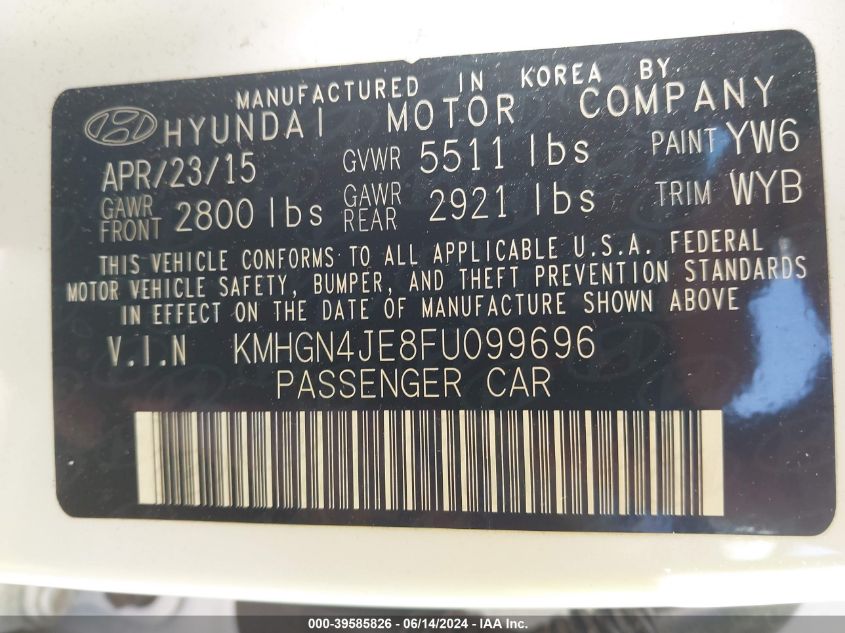 MANUFACTURED IN KOREA BY.
HYUNDAI MOTOR COMPANY
APR/23/15 GVWR 5511 lbs PAINT YW6
GAWR FRONT 2800 lbs GAWR REAR 2921 lbs TRIM WYB
THIS VEHICLE CONFORMS TO ALL APPLICABLE U.S.A. FEDERAL
MOTOR VEHICLE SAFETY, BUMPER, AND THEFT PREVENTION STANDARDS
IN EFFECT ON THE DATE OF MANUFACTURE SHOWN ABOVE
V.I.N KMHGN4JE8FU099696
PASSENGER CAR
000-39585826 / 06/14/2024 - © 2024 - IAA, Inc.